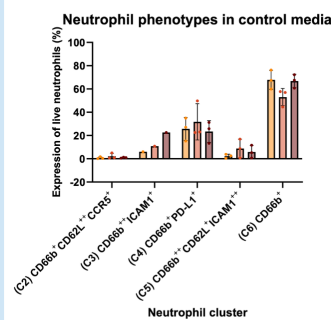 Neutrophil phenotypes in control media
Expression of live neutrophils (%)
100
80
60
40
20
0
-20
(C2) CD66b⁺CD62L⁺⁺CCR5⁺
(C3) CD66b⁺⁺ICAM1⁺
(C4) CD66b⁺PD-L1⁺
(C5) CD66b⁺⁺CD62L⁺ICAM1⁺⁺
(C6) CD66b⁺
Neutrophil cluster